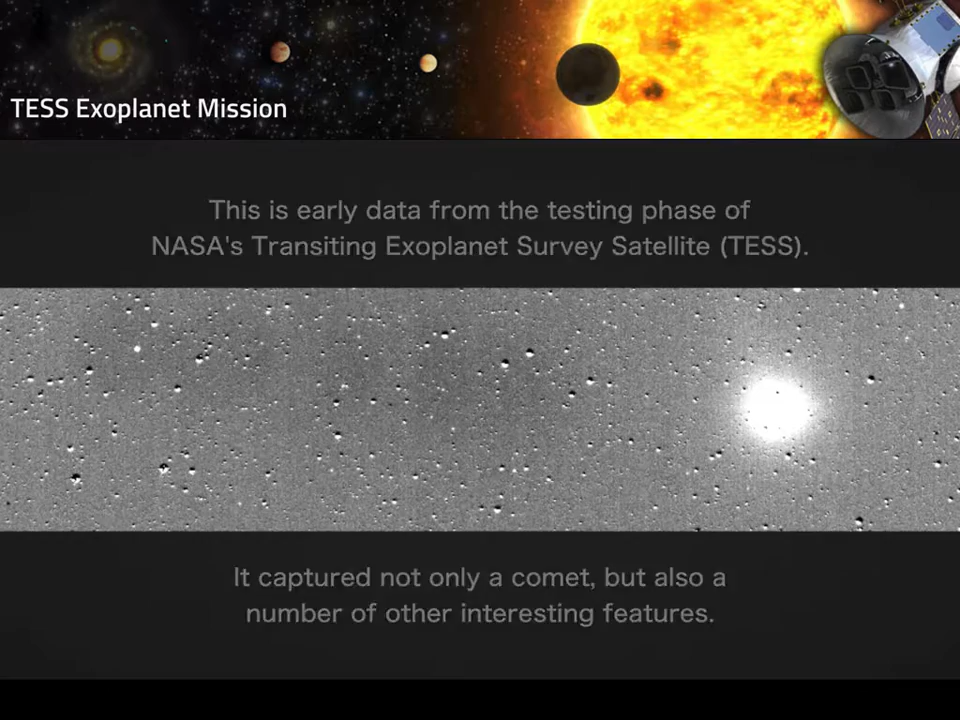 TESS Exoplanet Mission
This is early data from the testing phase of
NASA's Transiting Exoplanet Survey Satellite (TESS).
It captured not only a comet, but also a
number of other interesting features.